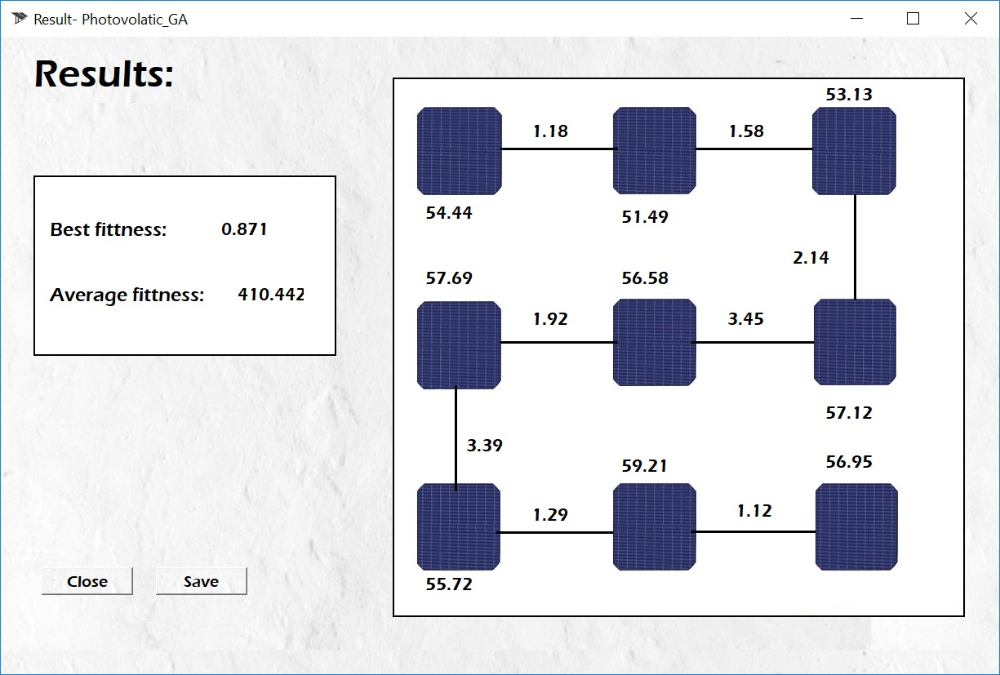 Result- Photovolatic_GA
Results:
Best fittness: 0.871
Average fittness: 410.442
53.13
1.18 1.58
54.44 51.49
2.14
57.69 56.58
1.92 3.45
57.12
3.39
59.21 56.95
1.29 1.12
55.72
Close Save